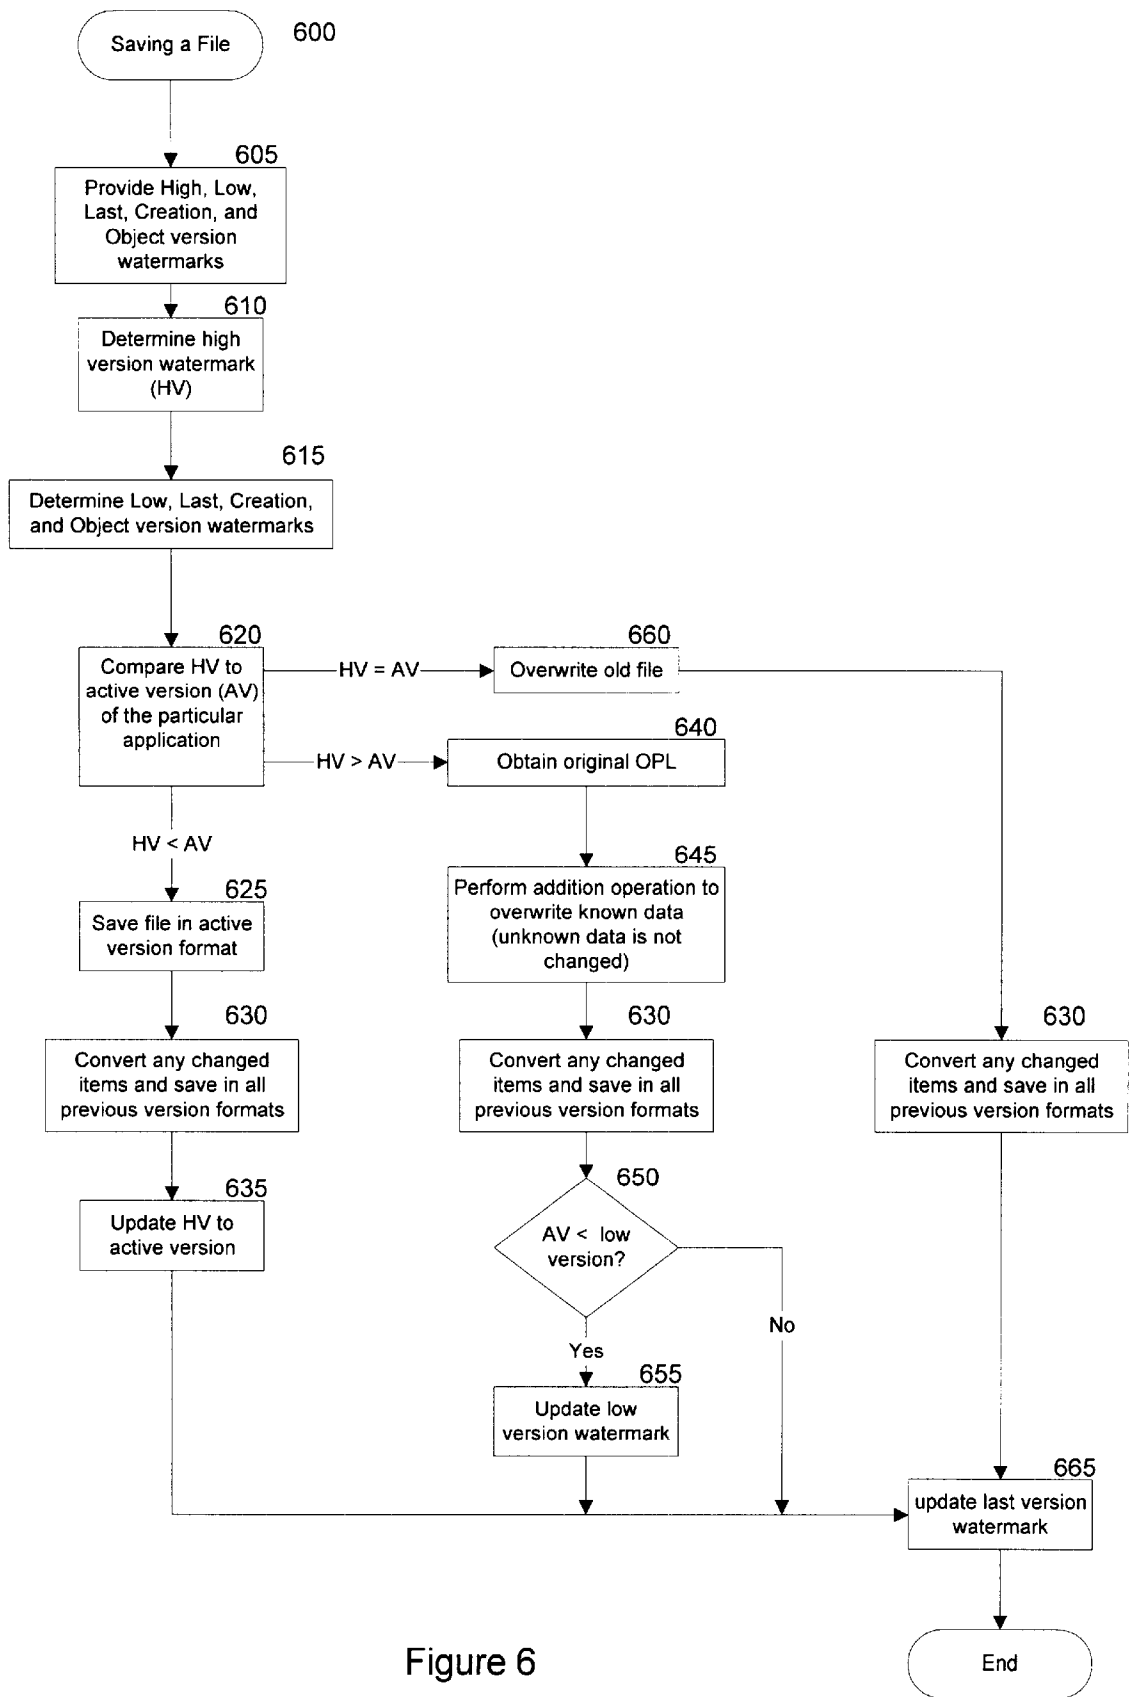 Saving a File
600
605
Provide High, Low,
Last, Creation, and
Object version
watermarks
610
Determine high
version watermark
(HV)
615
Determine Low, Last, Creation,
and Object version watermarks
620
Compare HV to
active version (AV)
of the particular
application
HV = AV
660
Overwrite old file
HV > AV
640
Obtain original OPL
HV < AV
645
Perform addition operation to
overwrite known data
(unknown data is not
changed)
625
Save file in active
version format
630
Convert any changed
items and save in all
previous version formats
630
Convert any changed
items and save in all
previous version formats
630
Convert any changed
items and save in all
previous version formats
635
Update HV to
active version
650
AV < low
version?
No
Yes
655
Update low
version watermark
665
update last version
watermark
End
Figure 6